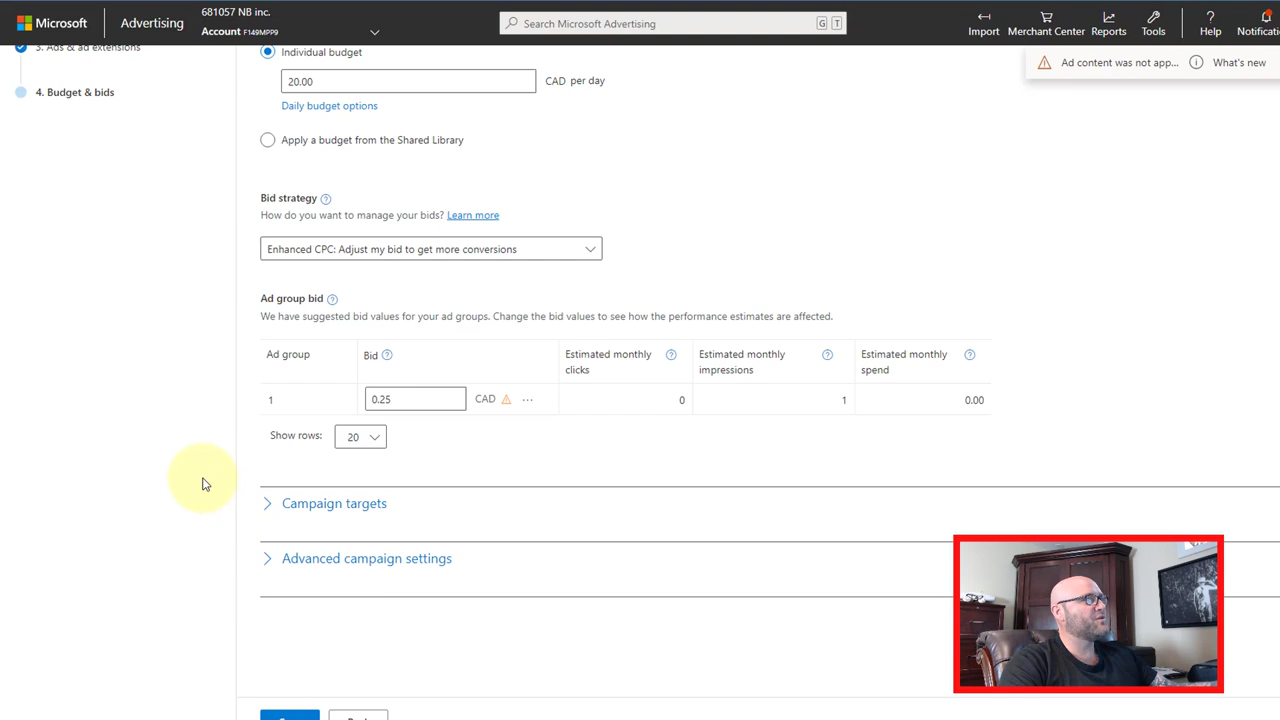 Microsoft
Advertising
681057 NB inc.
Account F149MPP9
Search Microsoft Advertising
G T
Import
Merchant Center
Reports
Tools
Help
Notificati
Ad content was not app...
What's new
3. Ads & ad extensions
4. Budget & bids
Individual budget
20.00 CAD per day
Daily budget options
Apply a budget from the Shared Library
Bid strategy
How do you want to manage your bids? Learn more
Enhanced CPC: Adjust my bid to get more conversions
Ad group bid
We have suggested bid values for your ad groups. Change the bid values to see how the performance estimates are affected.
Ad group
Bid
Estimated monthly clicks
Estimated monthly impressions
Estimated monthly spend
1 0.25 CAD ... 0 1 0.00
Show rows: 20
Campaign targets
Advanced campaign settings